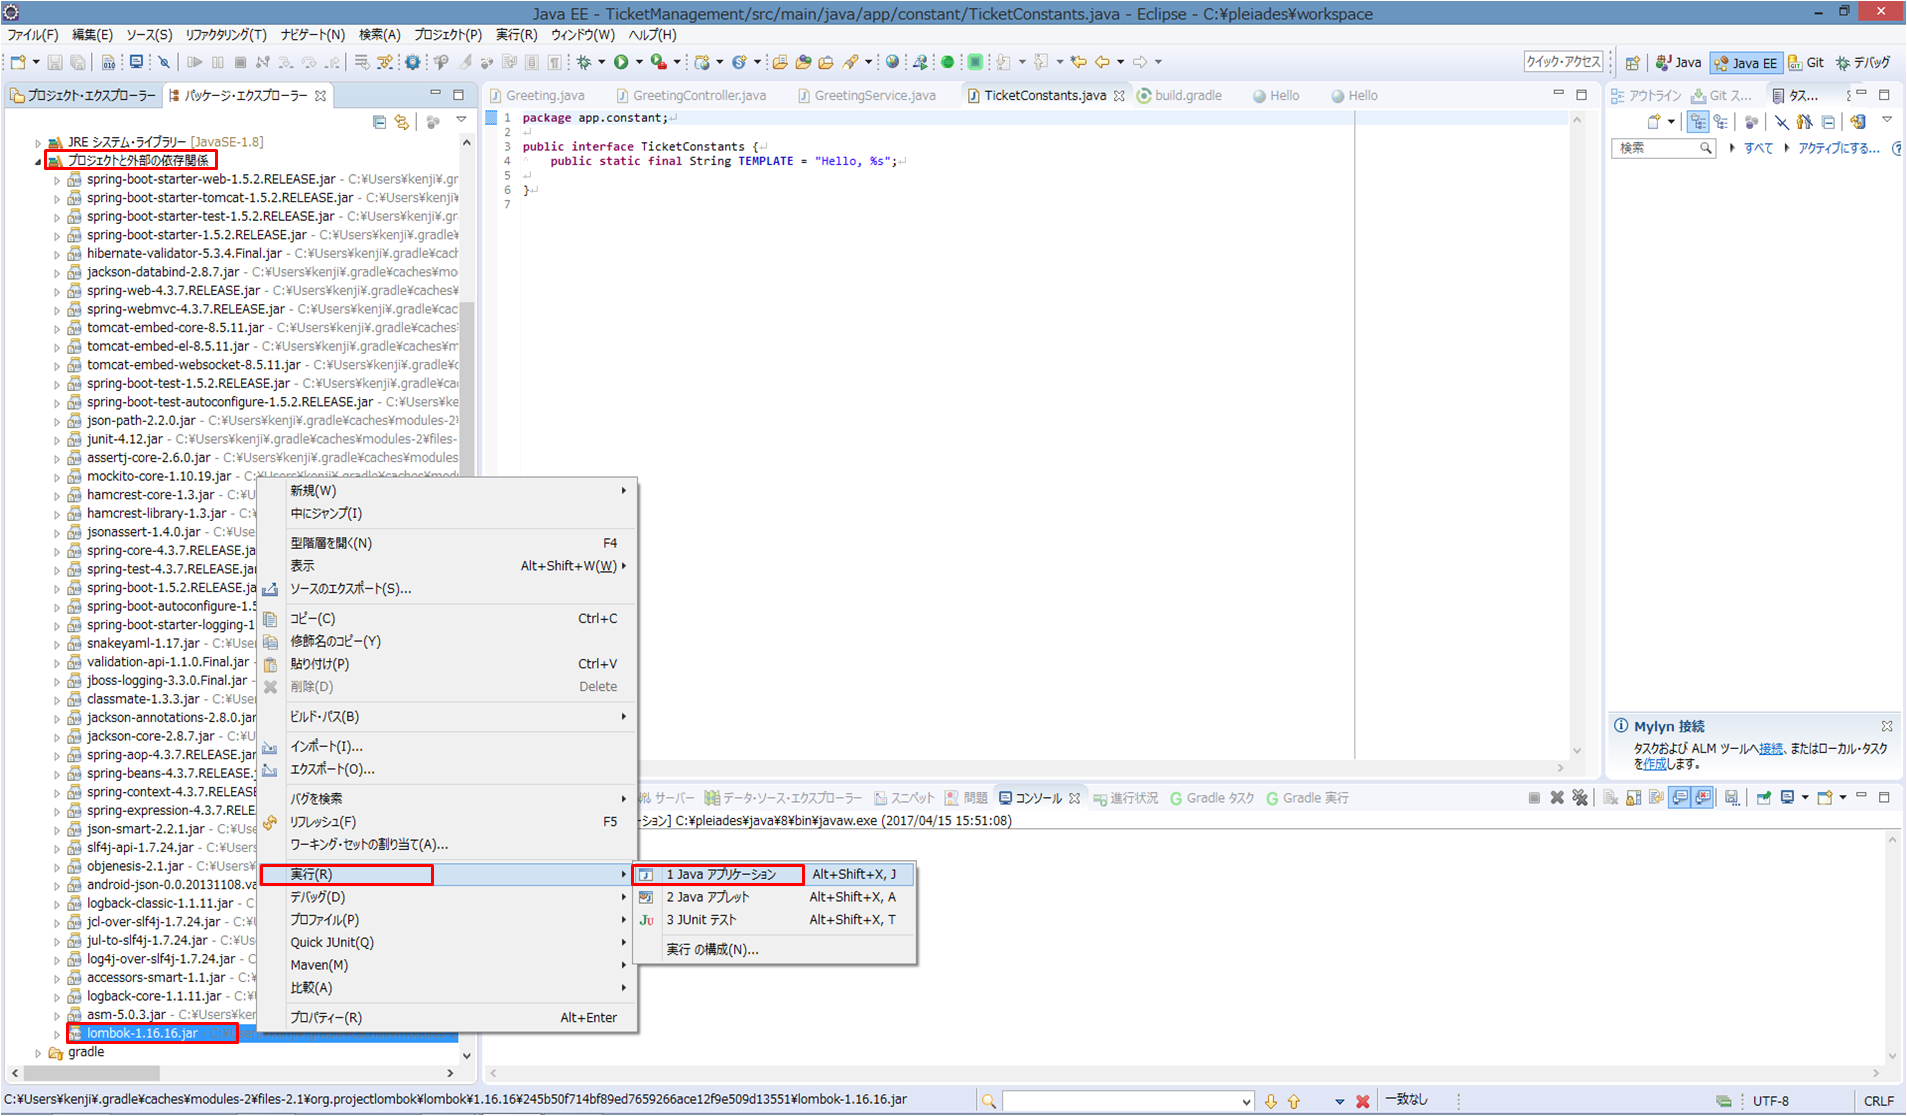 Java EE - TicketManagement/src/main/java/app/constant/TicketConstants.java - Eclipse - C:¥pleiades¥workspace
ファイル(F) 編集(E) ソース(S) リファクタリング(T) ナビゲート(N) 検索(A) プロジェクト(P) 実行(R) ウィンドウ(W) ヘルプ(H)
クイック・アクセス Java Java EE Git デバッグ
プロジェクト・エクスプローラー パッケージ・エクスプローラー
JRE システム・ライブラリー [JavaSE-1.8]
プロジェクトと外部の依存関係
spring-boot-starter-web-1.5.2.RELEASE.jar - C:¥Users¥kenji¥.gr
spring-boot-starter-tomcat-1.5.2.RELEASE.jar - C:¥Users¥kenji¥
spring-boot-starter-test-1.5.2.RELEASE.jar - C:¥Users¥kenji¥.gra
spring-boot-starter-1.5.2.RELEASE.jar - C:¥Users¥kenji¥.gradle¥
hibernate-validator-5.3.4.Final.jar - C:¥Users¥kenji¥.gradle¥cach
jackson-databind-2.8.7.jar - C:¥Users¥kenji¥.gradle¥caches¥mo
spring-web-4.3.7.RELEASE.jar - C:¥Users¥kenji¥.gradle¥caches¥
spring-webmvc-4.3.7.RELEASE.jar - C:¥Users¥kenji¥.gradle¥cac
tomcat-embed-core-8.5.11.jar - C:¥Users¥kenji¥.gradle¥caches¥
tomcat-embed-el-8.5.11.jar - C:¥Users¥kenji¥.gradle¥caches¥mo
tomcat-embed-websocket-8.5.11.jar - C:¥Users¥kenji¥.gradle¥c
spring-boot-test-1.5.2.RELEASE.jar - C:¥Users¥kenji¥.gradle¥ca
spring-boot-test-autoconfigure-1.5.2.RELEASE.jar - C:¥Users¥ke
json-path-2.2.0.jar - C:¥Users¥kenji¥.gradle¥caches¥modules-2¥
junit-4.12.jar - C:¥Users¥kenji¥.gradle¥caches¥modules-2¥files-
assertj-core-2.6.0.jar - C:¥Users¥kenji¥.gradle¥caches¥modules
mockito-core-1.10.19.jar - C:¥Users¥kenji¥.gradle¥caches¥mod
hamcrest-core-1.3.jar - C:¥U
hamcrest-library-1.3.jar - C:
jsonassert-1.4.0.jar - C:¥Use
spring-core-4.3.7.RELEASE.ja
spring-test-4.3.7.RELEASE.jar
spring-boot-1.5.2.RELEASE.ja
spring-boot-autoconfigure-1.5
spring-boot-starter-logging-1
snakeyaml-1.17.jar - C:¥User
validation-api-1.1.0.Final.jar -
jboss-logging-3.3.0.Final.jar -
classmate-1.3.3.jar - C:¥User
jackson-annotations-2.8.0.jar
jackson-core-2.8.7.jar - C:¥U
spring-aop-4.3.7.RELEASE.jar
spring-beans-4.3.7.RELEASE.j
spring-context-4.3.7.RELEASE
spring-expression-4.3.7.RELE
json-smart-2.2.1.jar - C:¥Us
slf4j-api-1.7.24.jar - C:¥User
objenesis-2.1.jar - C:¥Users¥
android-json-0.0.20131108.va
logback-classic-1.1.11.jar - C
jcl-over-slf4j-1.7.24.jar - C:¥
jul-to-slf4j-1.7.24.jar - C:¥U
log4j-over-slf4j-1.7.24.jar - C
accessors-smart-1.1.jar - C:¥
logback-core-1.1.11.jar - C:¥
asm-5.0.3.jar - C:¥Users¥ken
lombok-1.16.16.jar
gradle
Greeting.java GreetingController.java GreetingService.java TicketConstants.java build.gradle Hello Hello
1 package app.constant;
2
3 public interface TicketConstants {
4 public static final String TEMPLATE = "Hello, %s";
5
6 }
7
アウトライン Git ス... タス...
検索 すべて アクティブにする...
Mylyn 接続
タスクおよび ALM ツールへ接続、またはローカル・タスク
を作成します。
新規(W)
中にジャンプ(I)
型階層を開く(N) F4
表示 Alt+Shift+W(W)
ソースのエクスポート(S)...
コピー(C) Ctrl+C
修飾名のコピー(Y)
貼り付け(P) Ctrl+V
削除(D) Delete
ビルド・パス(B)
インポート(I)...
エクスポート(O)...
バグを検索
リフレッシュ(F) F5
ワーキング・セットの割り当て(A)...
実行(R)
デバッグ(D)
プロファイル(P)
Quick JUnit(Q)
Maven(M)
比較(A)
プロパティー(R) Alt+Enter
1 Java アプリケーション Alt+Shift+X, J
2 Java アプレット Alt+Shift+X, A
3 JUnit テスト Alt+Shift+X, T
実行 の構成(N)...
サーバー データ・ソース・エクスプローラー スニペット 問題 コンソール 進行状況 Gradle タスク Gradle 実行
ション] C:¥pleiades¥java¥8¥bin¥javaw.exe (2017/04/15 15:51:08)
C:¥Users¥kenji¥.gradle¥caches¥modules-2¥files-2.1¥org.projectlombok¥lombok¥1.16.16¥245b50f714bf89ed7659266ace12f9e509d13551¥lombok-1.16.16.jar
一致なし UTF-8 CRLF